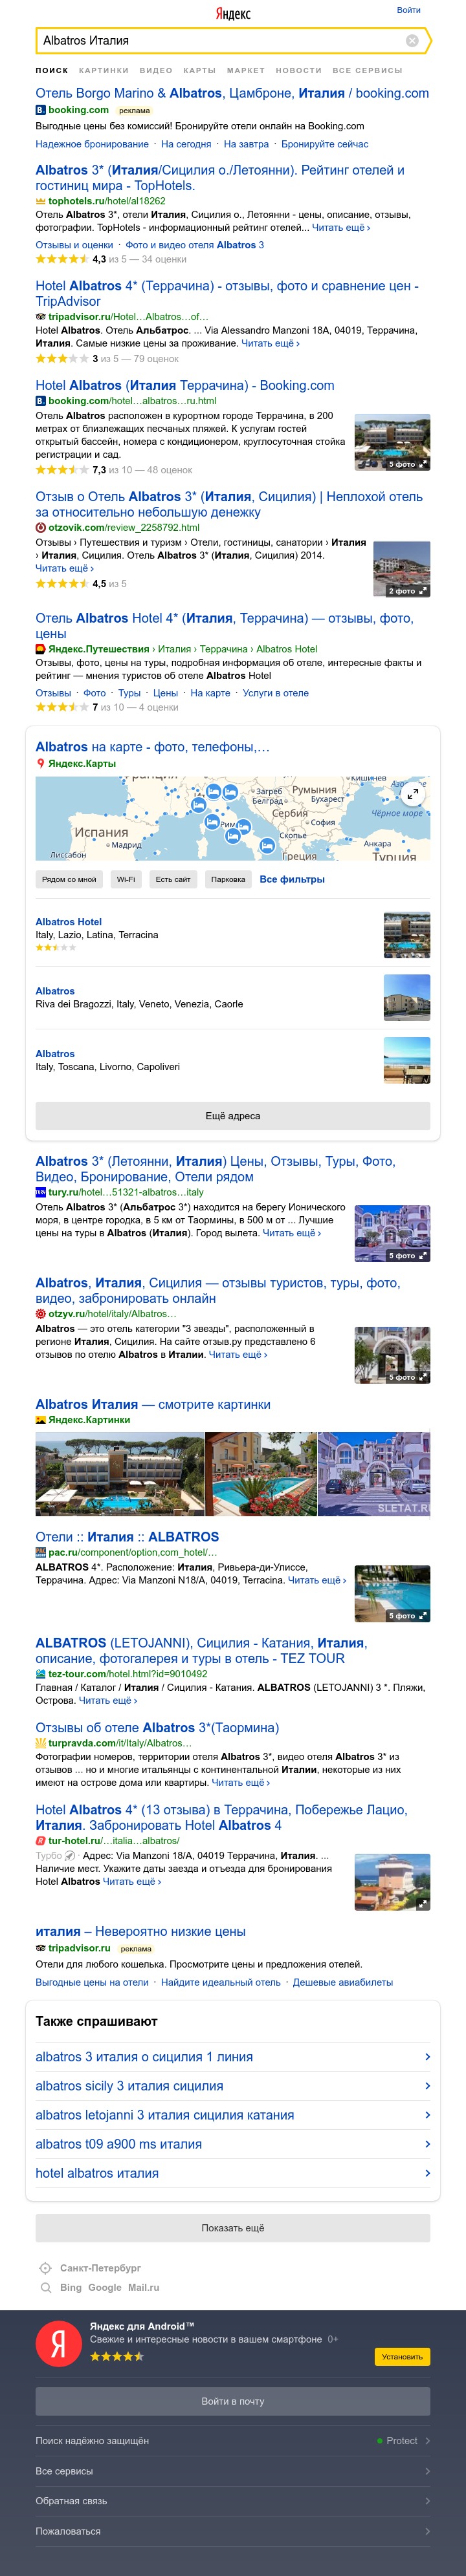 Яндекс
Войти
Albatros Италия
ПОИСК КАРТИНКИ ВИДЕО КАРТЫ МАРКЕТ НОВОСТИ ВСЕ СЕРВИСЫ
Отель Borgo Marino & Albatros, Цамброне, Италия / booking.com
booking.com реклама
Выгодные цены без комиссий! Бронируйте отели онлайн на Booking.com
Надежное бронирование · На сегодня · На завтра · Бронируйте сейчас
Albatros 3* (Италия/Сицилия о./Летоянни). Рейтинг отелей и
гостиниц мира - TopHotels.
tophotels.ru/hotel/al18262
Отель Albatros 3*, отели Италия, Сицилия о., Летоянни - цены, описание, отзывы,
фотографии. TopHotels - информационный рейтинг отелей... Читать ещё ›
Отзывы и оценки · Фото и видео отеля Albatros 3
4,3 из 5 — 34 оценки
Hotel Albatros 4* (Террачина) - отзывы, фото и сравнение цен -
TripAdvisor
tripadvisor.ru/Hotel…Albatros…of…
Hotel Albatros. Отель Альбатрос. ... Via Alessandro Manzoni 18A, 04019, Террачина,
Италия. Самые низкие цены за проживание. Читать ещё ›
3 из 5 — 79 оценок
Hotel Albatros (Италия Террачина) - Booking.com
booking.com/hotel…albatros…ru.html
Отель Albatros расположен в курортном городе Террачина, в 200
метрах от близлежащих песчаных пляжей. К услугам гостей
открытый бассейн, номера с кондиционером, круглосуточная стойка
регистрации и сад.
5 фото
7,3 из 10 — 48 оценок
Отзыв о Отель Albatros 3* (Италия, Сицилия) | Неплохой отель
за относительно небольшую денежку
otzovik.com/review_2258792.html
Отзывы › Путешествия и туризм › Отели, гостиницы, санатории › Италия
› Италия, Сицилия. Отель Albatros 3* (Италия, Сицилия) 2014.
Читать ещё ›
2 фото
4,5 из 5
Отель Albatros Hotel 4* (Италия, Террачина) — отзывы, фото,
цены
Яндекс.Путешествия › Италия › Террачина › Albatros Hotel
Отзывы, фото, цены на туры, подробная информация об отеле, интересные факты и
рейтинг — мнения туристов об отеле Albatros Hotel
Отзывы · Фото · Туры · Цены · На карте · Услуги в отеле
7 из 10 — 4 оценки
Albatros на карте - фото, телефоны,…
Яндекс.Карты
Кишинёв
Загреб
Румыния
Белград
Бухарест
Чёрное море
Сербия
Испания
Рим
София
Мадрид
Скопье
Анкара
Лиссабон
Греция
Турция
Рядом со мной Wi-Fi Есть сайт Парковка Все фильтры
Albatros Hotel
Italy, Lazio, Latina, Terracina
Albatros
Riva dei Bragozzi, Italy, Veneto, Venezia, Caorle
Albatros
Italy, Toscana, Livorno, Capoliveri
Ещё адреса
Albatros 3* (Летоянни, Италия) Цены, Отзывы, Туры, Фото,
Видео, Бронирование, Отели рядом
tury.ru/hotel…51321-albatros…italy
Отель Albatros 3* (Альбатрос 3*) находится на берегу Ионического
моря, в центре городка, в 5 км от Таормины, в 500 м от ... Лучшие
цены на туры в Albatros (Италия). Город вылета. Читать ещё ›
5 фото
Albatros, Италия, Сицилия — отзывы туристов, туры, фото,
видео, забронировать онлайн
otzyv.ru/hotel/italy/Albatros…
Albatros — это отель категории "3 звезды", расположенный в
регионе Италия, Сицилия. На сайте отзыв.ру представлено 6
отзывов по отелю Albatros в Италии. Читать ещё ›
5 фото
Albatros Италия — смотрите картинки
Яндекс.Картинки
SLETAT.R
Отели :: Италия :: ALBATROS
pac.ru/component/option,com_hotel/…
ALBATROS 4*. Расположение: Италия, Ривьера-ди-Улиссе,
Террачина. Адрес: Via Manzoni N18/A, 04019, Terracina. Читать ещё ›
5 фото
ALBATROS (LETOJANNI), Сицилия - Катания, Италия,
описание, фотогалерея и туры в отель - TEZ TOUR
tez-tour.com/hotel.html?id=9010492
Главная / Каталог / Италия / Сицилия - Катания. ALBATROS (LETOJANNI) 3 *. Пляжи,
Острова. Читать ещё ›
Отзывы об отеле Albatros 3*(Таормина)
turpravda.com/it/Italy/Albatros…
Фотографии номеров, территории отеля Albatros 3*, видео отеля Albatros 3* из
отзывов ... но и многие итальянцы с континентальной Италии, некоторые из них
имеют на острове дома или квартиры. Читать ещё ›
Hotel Albatros 4* (13 отзыва) в Террачина, Побережье Лацио,
Италия. Забронировать Hotel Albatros 4
tur-hotel.ru/…italia…albatros/
Турбо · Адрес: Via Manzoni 18/A, 04019 Террачина, Италия. ...
Наличие мест. Укажите даты заезда и отъезда для бронирования
Hotel Albatros Читать ещё ›
италия – Невероятно низкие цены
tripadvisor.ru реклама
Отели для любого кошелька. Просмотрите цены и предложения отелей.
Выгодные цены на отели · Найдите идеальный отель · Дешевые авиабилеты
Также спрашивают
albatros 3 италия о сицилия 1 линия
albatros sicily 3 италия сицилия
albatros letojanni 3 италия сицилия катания
albatros t09 a900 ms италия
hotel albatros италия
Показать ещё
Санкт-Петербург
Bing Google Mail.ru
Яндекс для Android™
Свежие и интересные новости в вашем смартфоне 0+
Установить
Войти в почту
Поиск надёжно защищён Protect
Все сервисы
Обратная связь
Пожаловаться